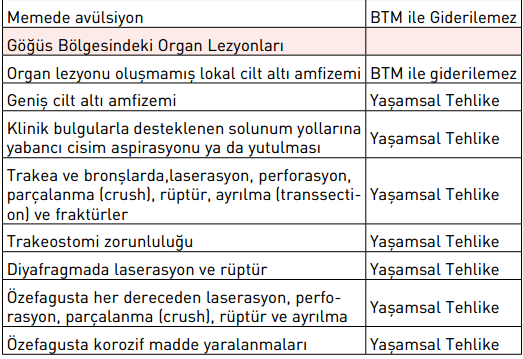 Memede avülsiyon BTM ile Giderilemez
Göğüs Bölgesindeki Organ Lezyonları
Organ lezyonu oluşmamış lokal cilt altı amfizemi BTM ile giderilemez
Geniş cilt altı amfizemi Yaşamsal Tehlike
Klinik bulgularla desteklenen solunum yollarına
yabancı cisim aspirasyonu ya da yutulması Yaşamsal Tehlike
Trakea ve bronşlarda,laserasyon, perforasyon,
parçalanma (crush), rüptür, ayrılma (transsecti-
on) ve fraktürler Yaşamsal Tehlike
Trakeostomi zorunluluğu Yaşamsal Tehlike
Diyafragmada laserasyon ve rüptür Yaşamsal Tehlike
Özefagusta her dereceden laserasyon, perfo-
rasyon, parçalanma (crush), rüptür ve ayrılma Yaşamsal Tehlike
Özefagusta korozif madde yaralanmaları Yaşamsal Tehlike